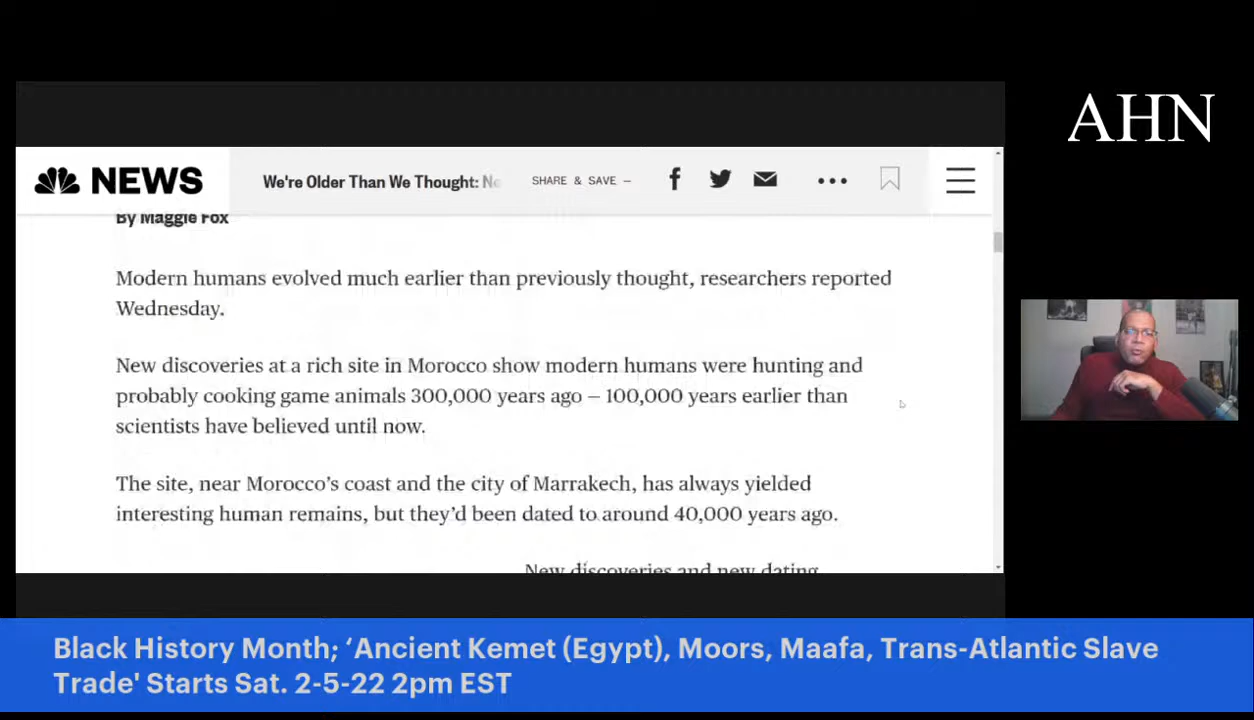 AHN
NEWS
We're Older Than We Thought:
SHARE & SAVE –
By Maggie Fox
Modern humans evolved much earlier than previously thought, researchers reported
Wednesday.
New discoveries at a rich site in Morocco show modern humans were hunting and
probably cooking game animals 300,000 years ago – 100,000 years earlier than
scientists have believed until now.
The site, near Morocco's coast and the city of Marrakech, has always yielded
interesting human remains, but they'd been dated to around 40,000 years ago.
New discoveries and new dating
Black History Month; ‘Ancient Kemet (Egypt), Moors, Maafa, Trans-Atlantic Slave
Trade' Starts Sat. 2-5-22 2pm EST